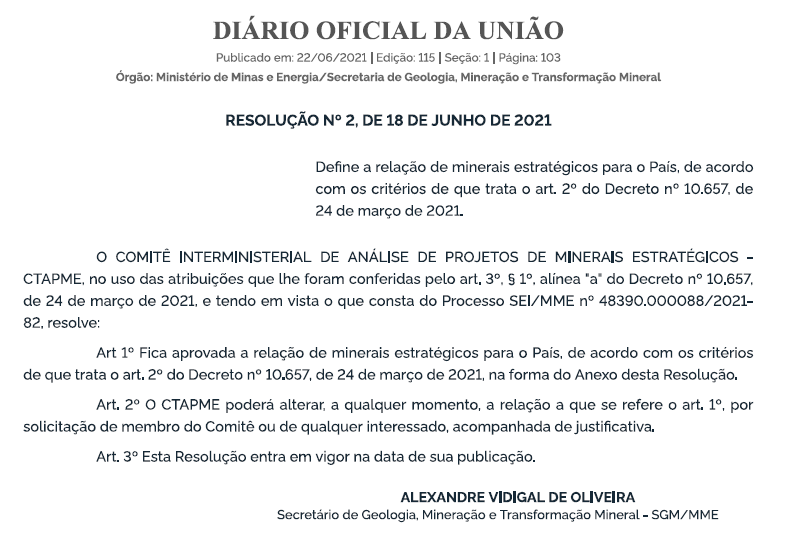 DIÁRIO OFICIAL DA UNIÃO
Publicado em: 22/06/2021 | Edição: 115 | Seção: 1 | Página: 103
Órgão: Ministério de Minas e Energia/Secretaria de Geologia, Mineração e Transformação Mineral
RESOLUÇÃO Nº 2, DE 18 DE JUNHO DE 2021
Define a relação de minerais estratégicos para o País, de acordo
com os critérios de que trata o art. 2º do Decreto nº 10.657, de
24 de março de 2021.
O COMITÊ INTERMINISTERIAL DE ANÁLISE DE PROJETOS DE MINERAIS ESTRATÉGICOS –
CTAPME, no uso das atribuições que lhe foram conferidas pelo art. 3º, § 1º, alínea "a" do Decreto nº 10.657,
de 24 de março de 2021, e tendo em vista o que consta do Processo SEI/MME nº 48390.000088/2021-
82, resolve:
Art 1º Fica aprovada a relação de minerais estratégicos para o País, de acordo com os critérios
de que trata o art. 2º do Decreto nº 10.657, de 24 de março de 2021, na forma do Anexo desta Resolução.
Art. 2º O CTAPME poderá alterar, a qualquer momento, a relação a que se refere o art. 1º, por
solicitação de membro do Comitê ou de qualquer interessado, acompanhada de justificativa.
Art. 3º Esta Resolução entra em vigor na data de sua publicação.
ALEXANDRE VIDIGAL DE OLIVEIRA
Secretário de Geologia, Mineração e Transformação Mineral – SGM/MME